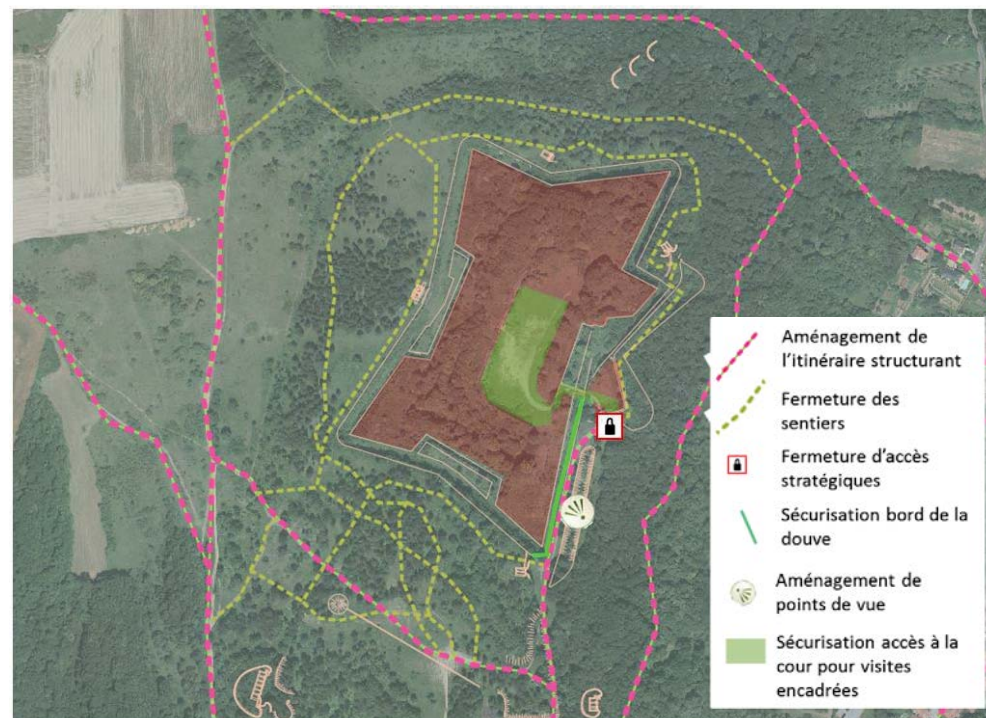 Aménagement de
l'itinéraire structurant
Fermeture des
sentiers
Fermeture d'accès
stratégiques
Sécurisation bord de la
douve
Aménagement de
points de vue
Sécurisation accès à la
cour pour visites
encadrées